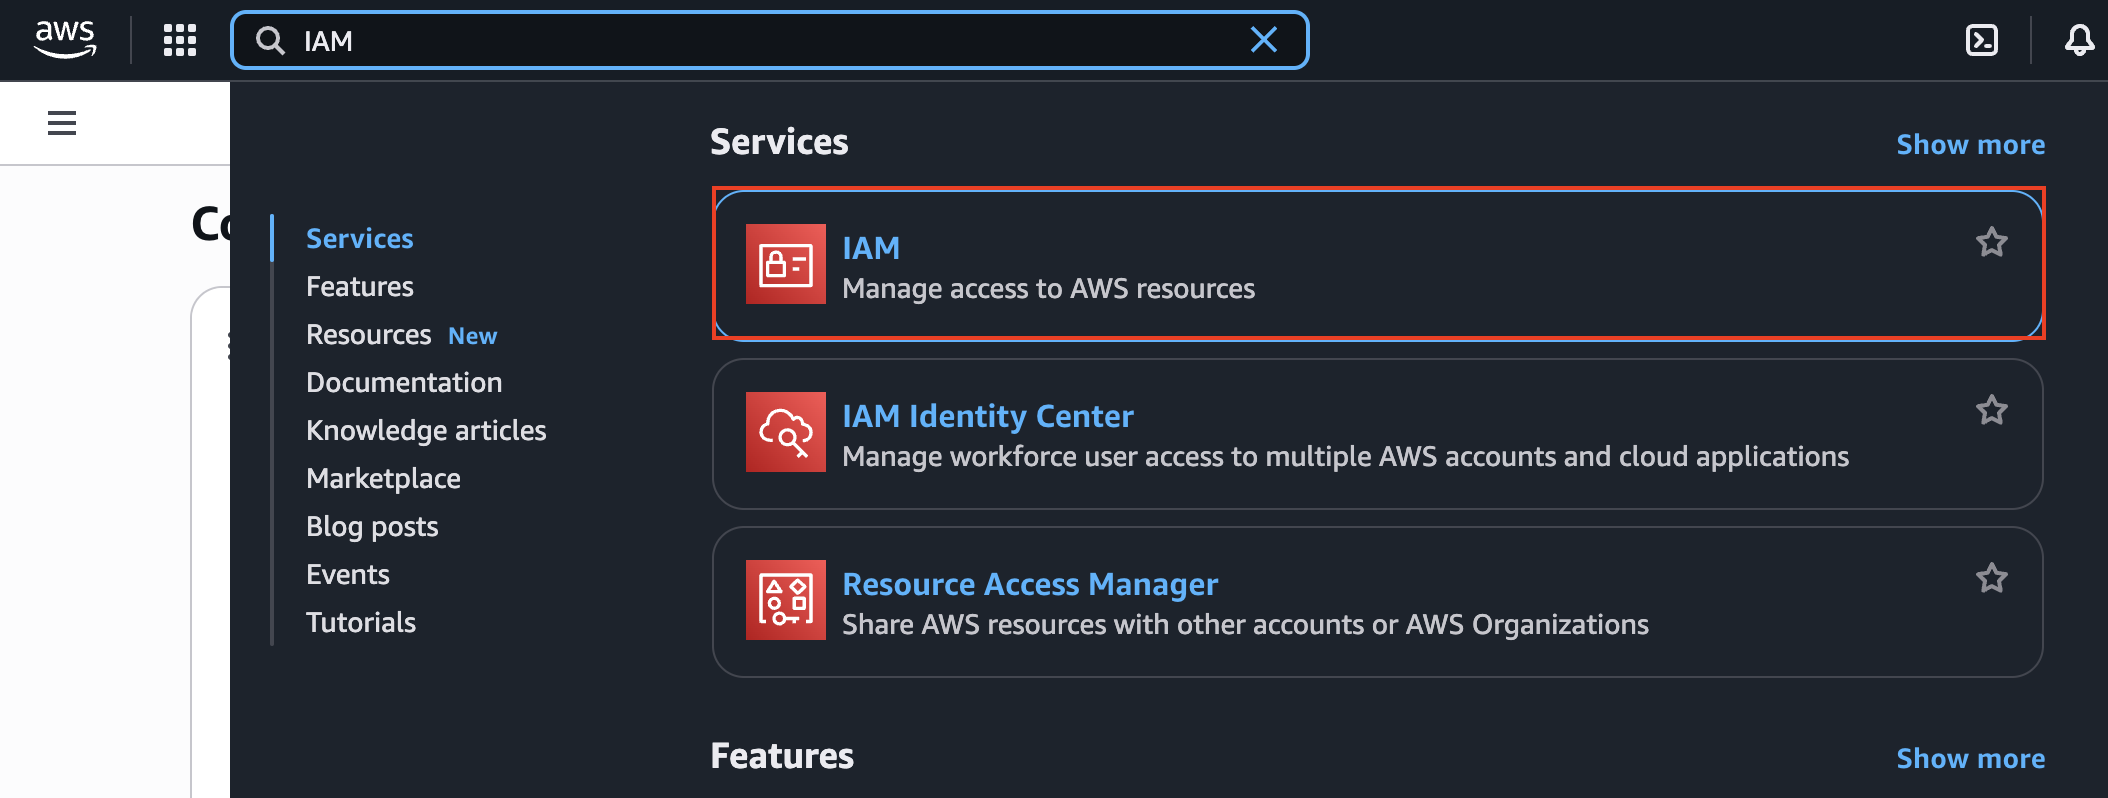 aws
IAM
Services
Features
Resources New
Documentation
Knowledge articles
Marketplace
Blog posts
Events
Tutorials
Services
Show more
IAM
Manage access to AWS resources
IAM Identity Center
Manage workforce user access to multiple AWS accounts and cloud applications
Resource Access Manager
Share AWS resources with other accounts or AWS Organizations
Features
Show more